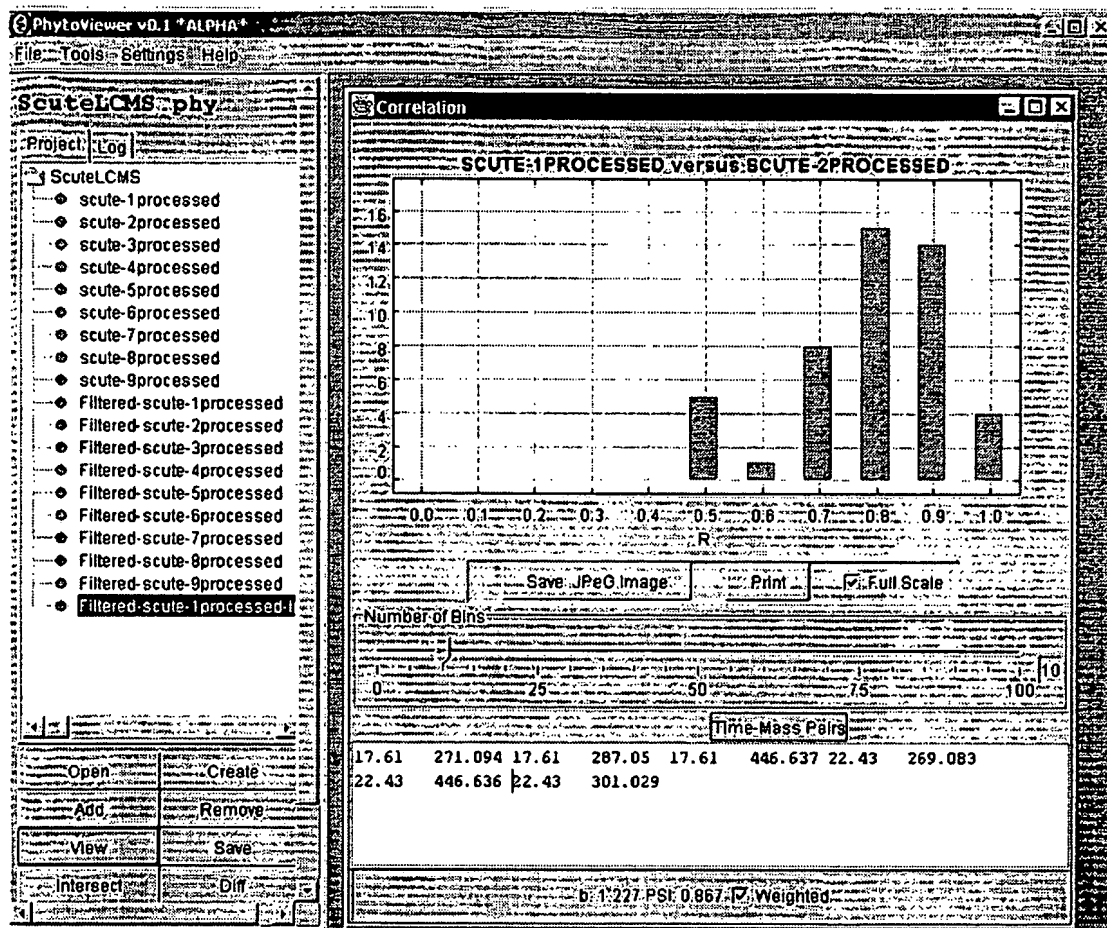 PhytoViewer v0.1 *ALPHA*
File Tools Settings Help
ScuteLCMS.phy
Project Log
ScuteLCMS
scute-1processed
scute-2processed
scute-3processed
scute-4processed
scute-5processed
scute-6processed
scute-7processed
scute-8processed
scute-9processed
Filtered-scute-1processed
Filtered-scute-2processed
Filtered-scute-3processed
Filtered-scute-4processed
Filtered-scute-5processed
Filtered-scute-6processed
Filtered-scute-7processed
Filtered-scute-8processed
Filtered-scute-9processed
Filtered-scute-1processed-I
Open Create
Add Remove
View Save
Intersect Diff
Correlation
SCUTE-1PROCESSED versus SCUTE-2PROCESSED
16
14
12
10
8
6
4
2
0
0.0 0.1 0.2 0.3 0.4 0.5 0.6 0.7 0.8 0.9 1.0
R
Save JPeG Image Print Full Scale
Number of Bins
0 25 50 75 100
10
Time-Mass Pairs
17.61 271.094 17.61 287.05 17.61 446.637 22.43 269.083
22.43 446.636 22.43 301.029
b: 1.227 PSI: 0.867 Weighted